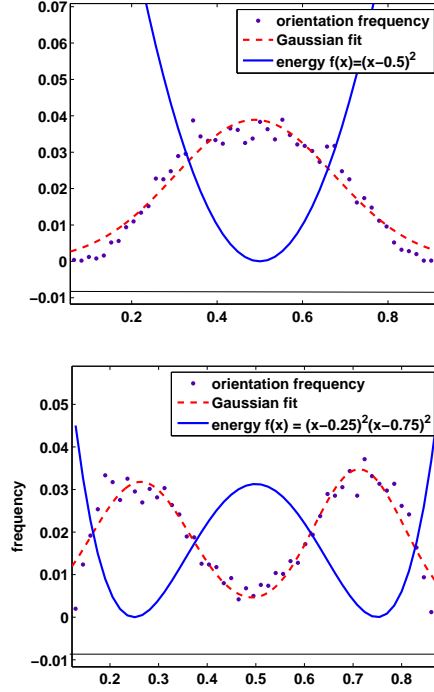 0.07
orientation frequency
Gaussian fit
energy f(x)=(x−0.5)²
0.06
0.05
0.04
0.03
0.02
0.01
0
−0.01
0.2 0.4 0.6 0.8
orientation frequency
Gaussian fit
energy f(x) = (x−0.25)²(x−0.75)²
0.05
0.04
0.03
0.02
0.01
0
−0.01
frequency
0.2 0.3 0.4 0.5 0.6 0.7 0.8